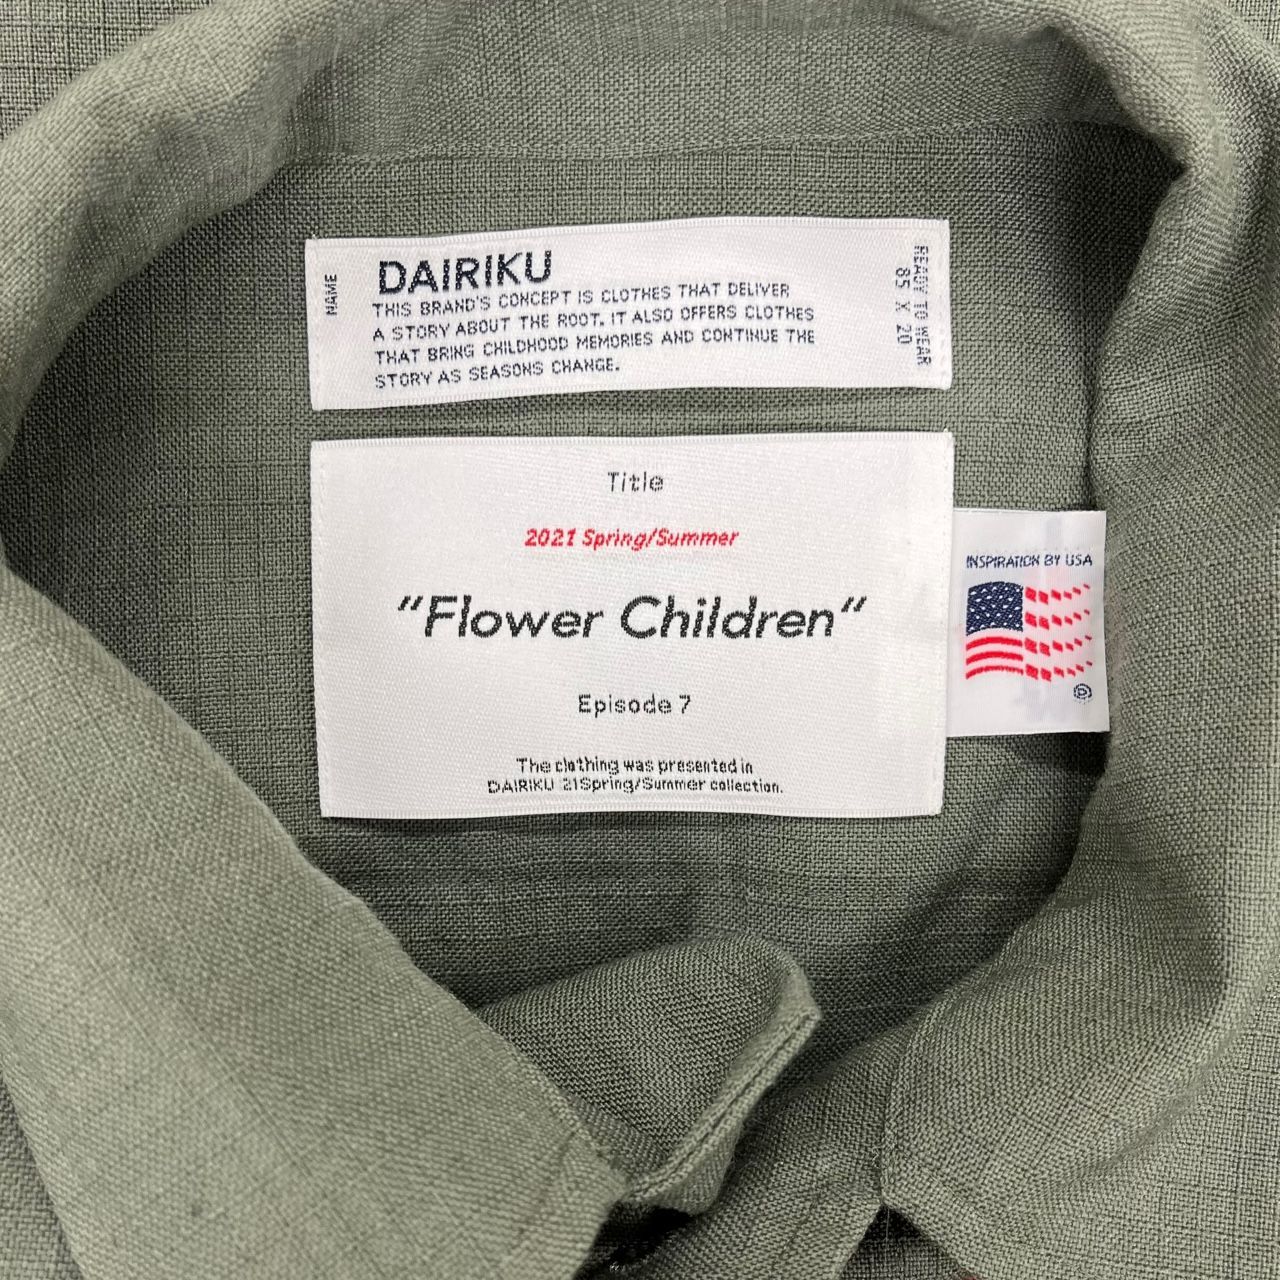 NAME
DAIRIKU
THIS BRAND'S CONCEPT IS CLOTHES THAT DELIVER
A STORY ABOUT THE ROOT. IT ALSO OFFERS CLOTHES
THAT BRING CHILDHOOD MEMORIES AND CONTINUE THE
STORY AS SEASONS CHANGE.
READY TO WEAR
85 X 20
Title
2021 Spring/Summer
"Flower Children"
Episode 7
The clothing was presented in
DAIRIKU '21Spring/Summer collection.
INSPIRATION BY USA